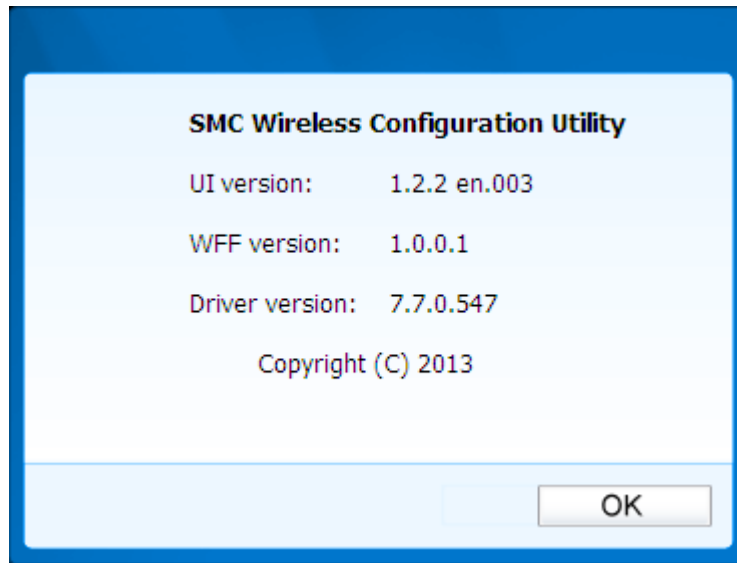 SMC Wireless Configuration Utility
UI version: 1.2.2 en.003
WFF version: 1.0.0.1
Driver version: 7.7.0.547
Copyright (C) 2013
OK